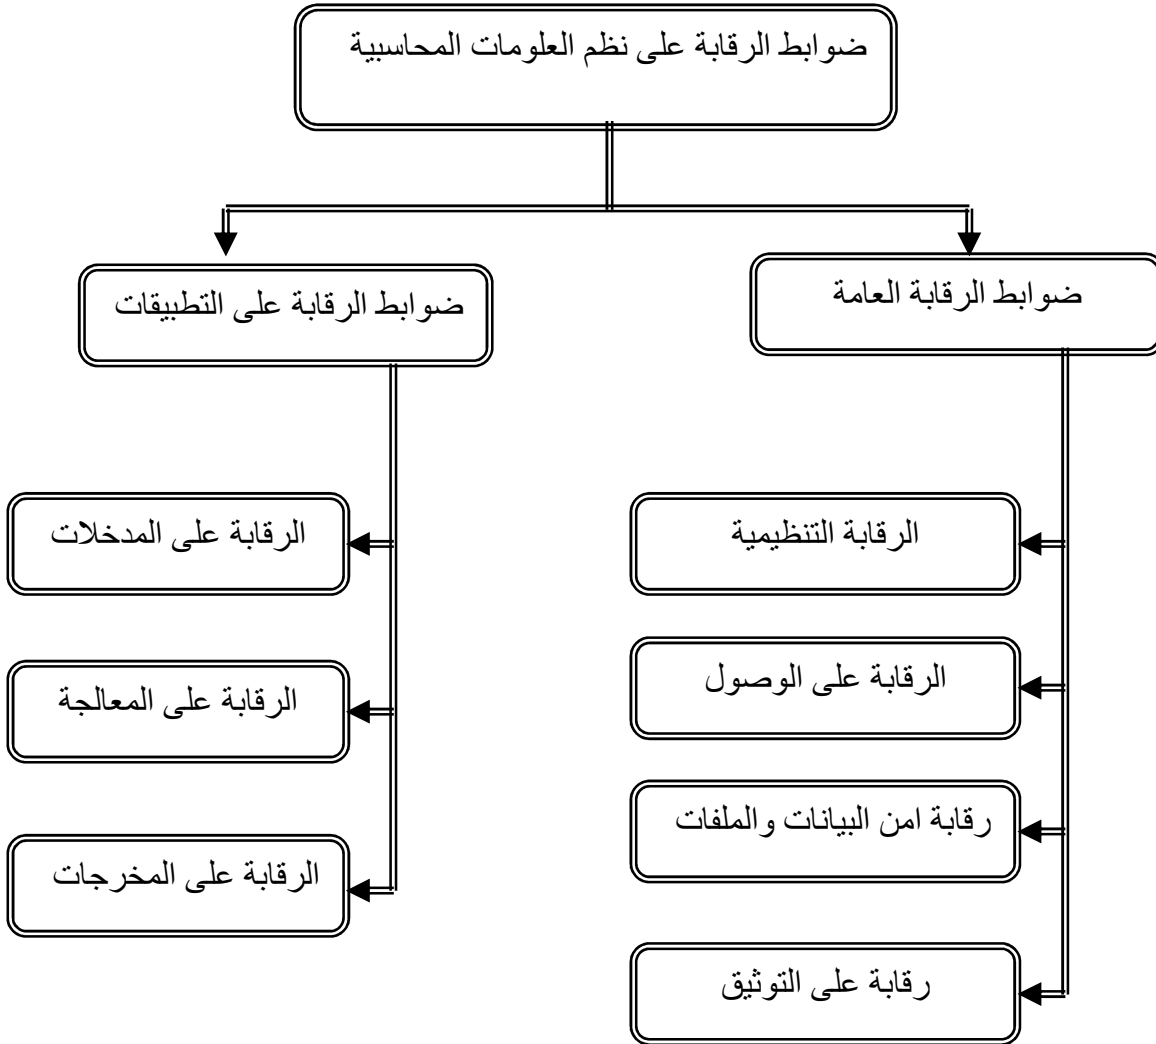 ضوابط الرقابة على نظم العلومات المحاسبية
ضوابط الرقابة العامة
ضوابط الرقابة على التطبيقات
الرقابة التنظيمية
الرقابة على الوصول
رقابة امن البيانات والملفات
رقابة على التوثيق
الرقابة على المدخلات
الرقابة على المعالجة
الرقابة على المخرجات